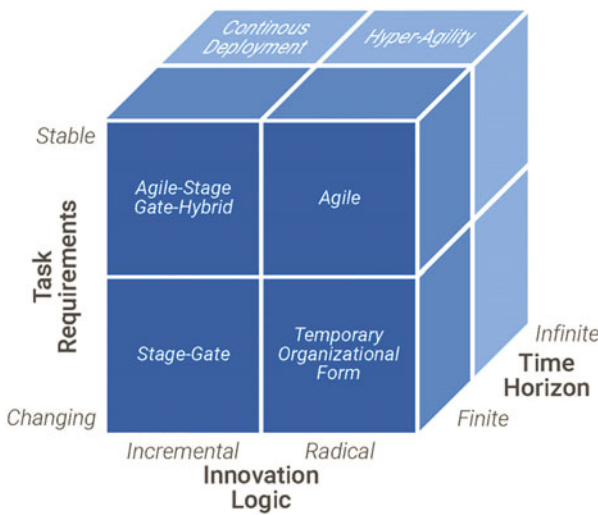 Continous
Deployment
Hyper-Agility
Stable
Agile-Stage
Gate-Hybrid
Agile
Task
Requirements
Stage-Gate
Temporary
Organizational
Form
Infinite
Time
Horizon
Changing
Finite
Incremental
Radical
Innovation
Logic